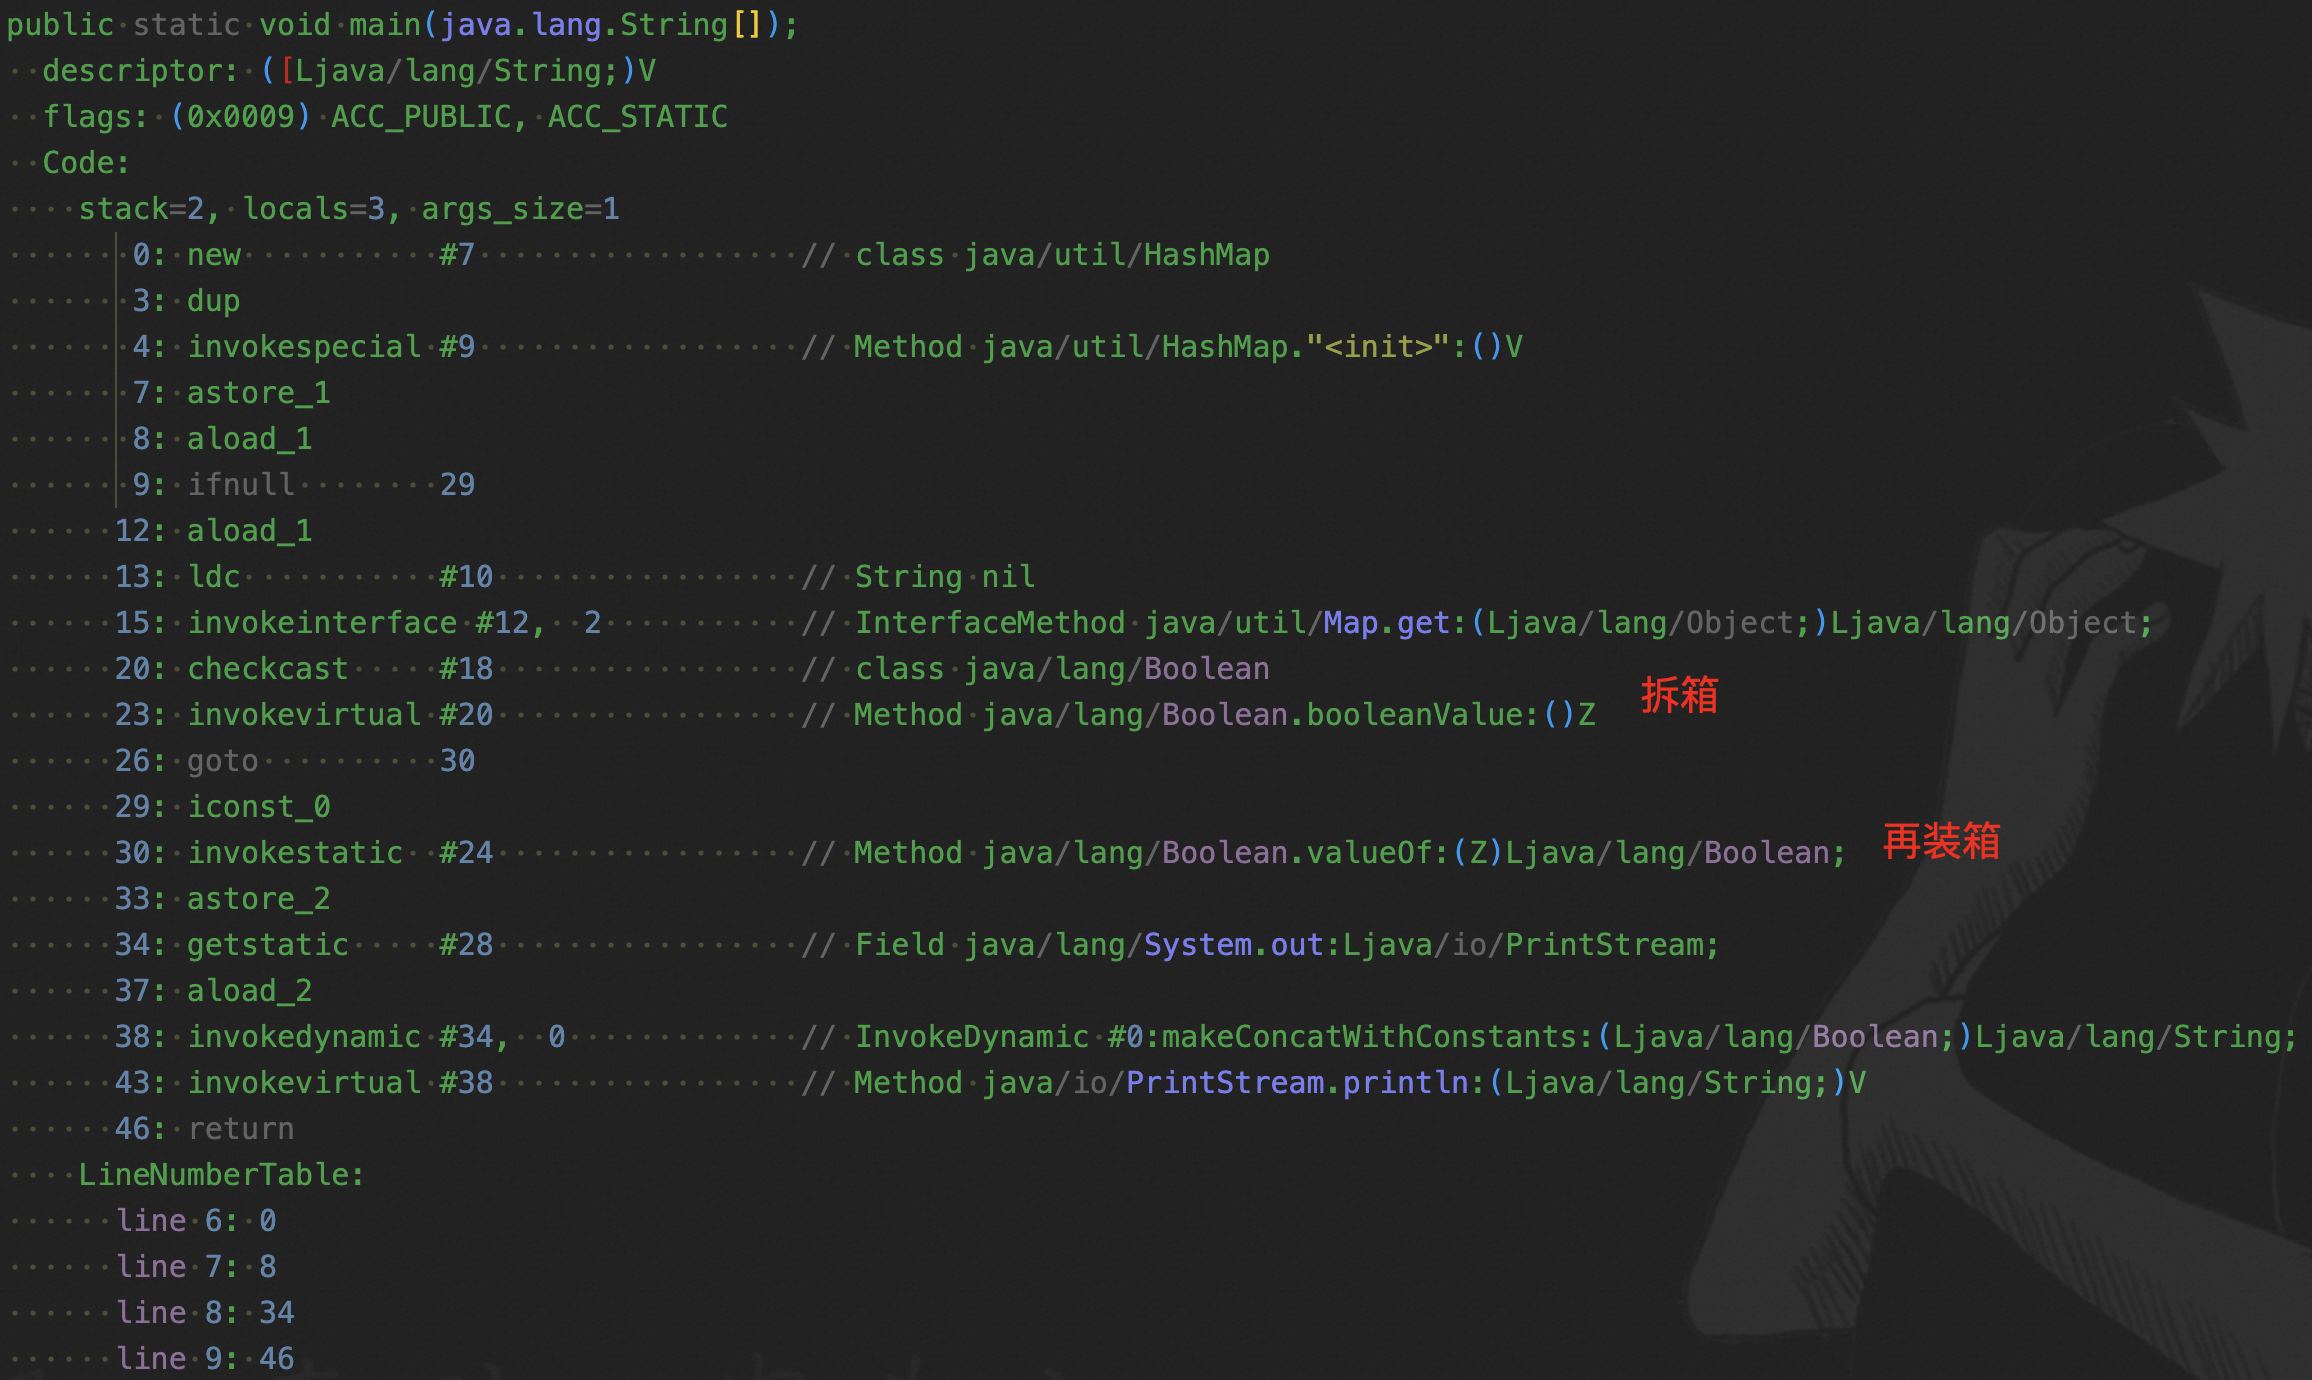 public static void main(java.lang.String[]);
descriptor: ([Ljava/lang/String;)V
flags: (0x0009) ACC_PUBLIC, ACC_STATIC
Code:
stack=2, locals=3, args_size=1
0: new #7 // class java/util/HashMap
3: dup
4: invokespecial #9 // Method java/util/HashMap."<init>":()V
7: astore_1
8: aload_1
9: ifnull 29
12: aload_1
13: ldc #10 // String nil
15: invokeinterface #12, 2 // InterfaceMethod java/util/Map.get:(Ljava/lang/Object;)Ljava/lang/Object;
20: checkcast #18 // class java/lang/Boolean
23: invokevirtual #20 // Method java/lang/Boolean.booleanValue:()Z 拆箱
26: goto 30
29: iconst_0
30: invokestatic #24 // Method java/lang/Boolean.valueOf:(Z)Ljava/lang/Boolean; 再装箱
33: astore_2
34: getstatic #28 // Field java/lang/System.out:Ljava/io/PrintStream;
37: aload_2
38: invokedynamic #34, 0 // InvokeDynamic #0:makeConcatWithConstants:(Ljava/lang/Boolean;)Ljava/lang/String;
43: invokevirtual #38 // Method java/io/PrintStream.println:(Ljava/lang/String;)V
46: return
LineNumberTable:
line 6: 0
line 7: 8
line 8: 34
line 9: 46